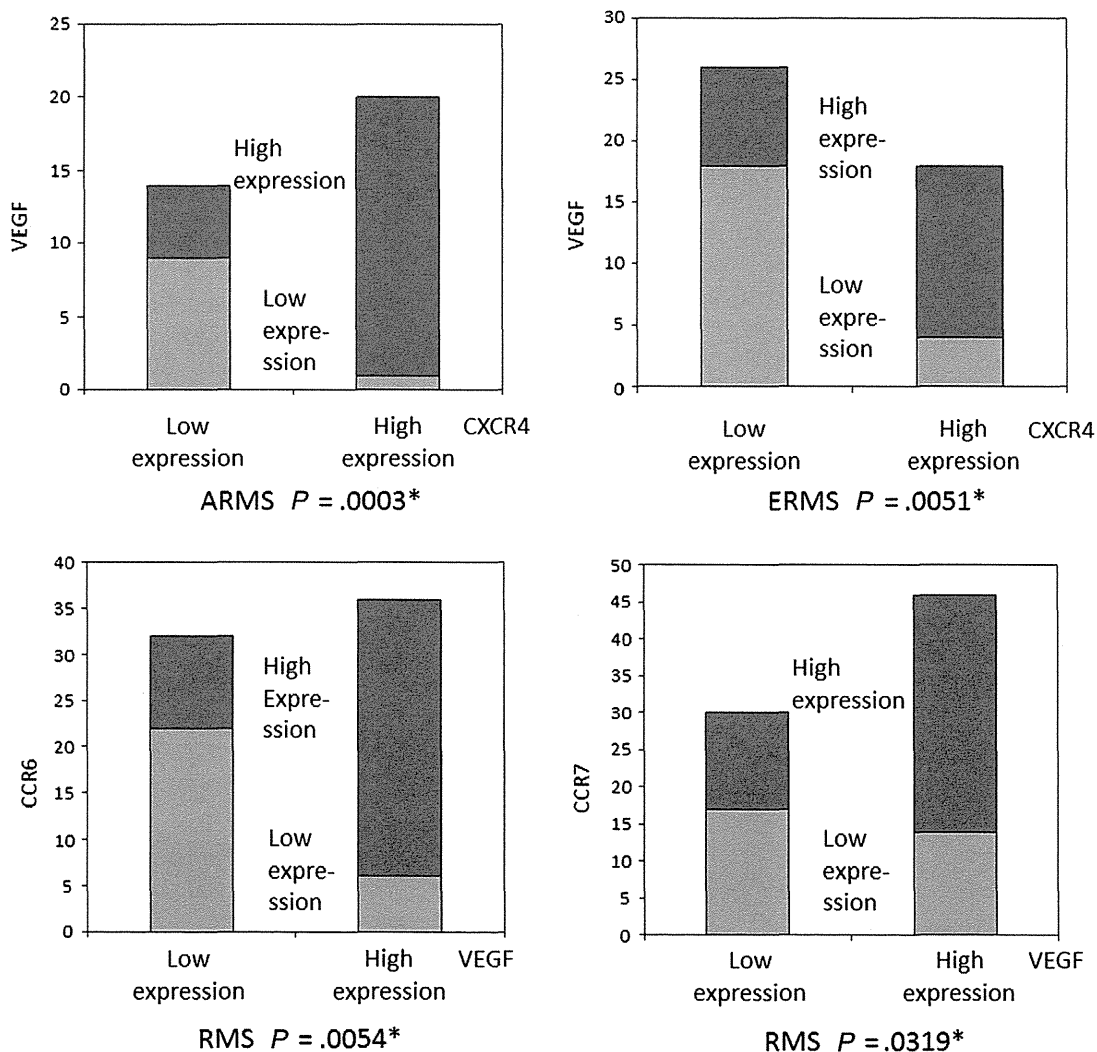 25
20
15
10
5
0
VEGF
High
expression
Low
expre-
ssion
Low
expression
High
expression
CXCR4
ARMS P = .0003*
30
25
20
15
10
5
0
VEGF
High
expre-
ssion
Low
expre-
ssion
Low
expression
High
expression
CXCR4
ERMS P = .0051*
40
35
30
25
20
15
10
5
0
CCR6
High
Expre-
ssion
Low
expre-
ssion
Low
expression
High
expression
VEGF
RMS P = .0054*
50
45
40
35
30
25
20
15
10
5
0
CCR7
High
expression
Low
expre-
ssion
Low
expression
High
expression
VEGF
RMS P = .0319*